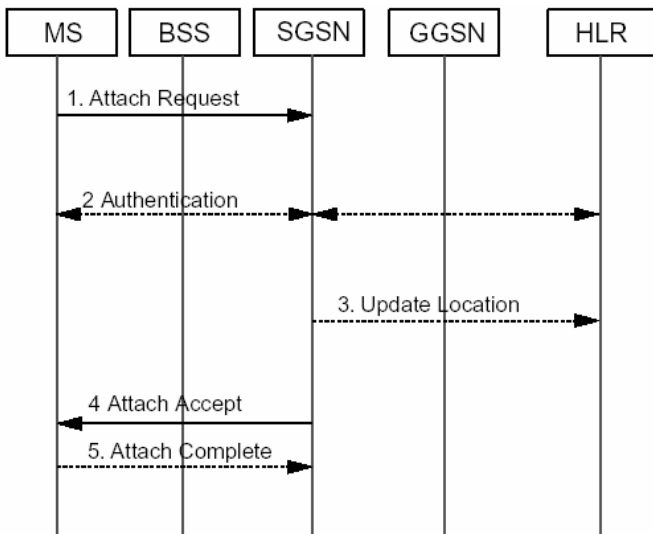 MS BSS SGSN GGSN HLR
1. Attach Request
2 Authentication
3. Update Location
4 Attach Accept
5. Attach Complete